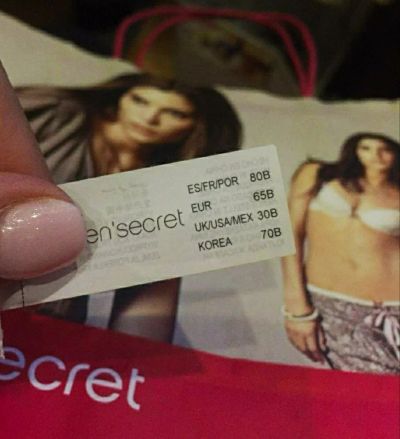 en'secret
ES/FR/POR 80B
EUR 65B
UK/USA/MEX 30B
KOREA 70B
ecret